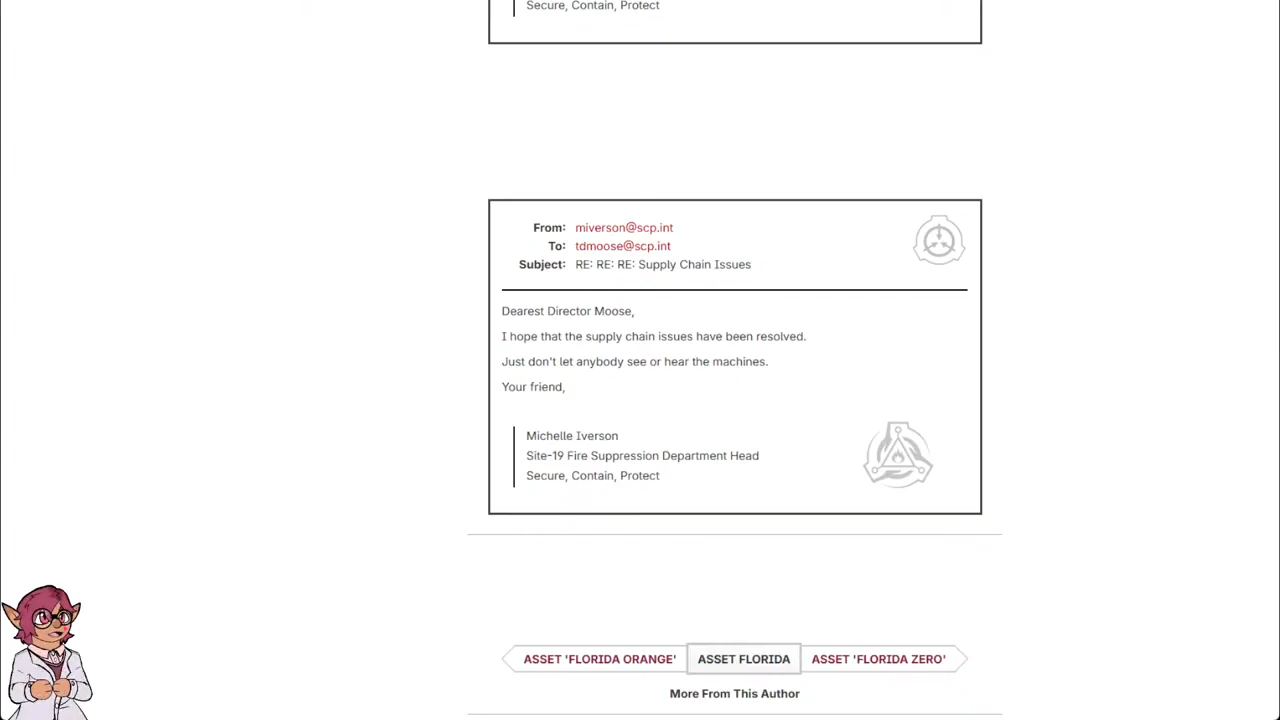 Secure, Contain, Protect
From: miverson@scp.int
To: tdmoose@scp.int
Subject: RE: RE: RE: Supply Chain Issues
Dearest Director Moose,
I hope that the supply chain issues have been resolved.
Just don't let anybody see or hear the machines.
Your friend,
Michelle Iverson
Site-19 Fire Suppression Department Head
Secure, Contain, Protect
ASSET 'FLORIDA ORANGE' ASSET FLORIDA ASSET 'FLORIDA ZERO'
More From This Author